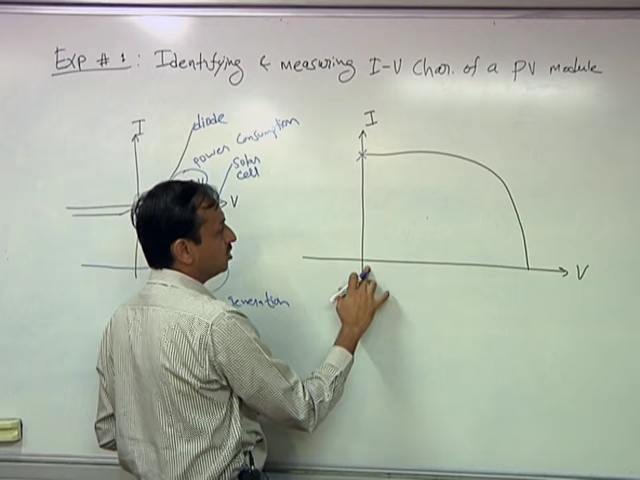 Exp # 1: Identifying & measuring I-V Char. of a PV module
I
diode
power consumption
Solar
cell
V
Generation
I
V